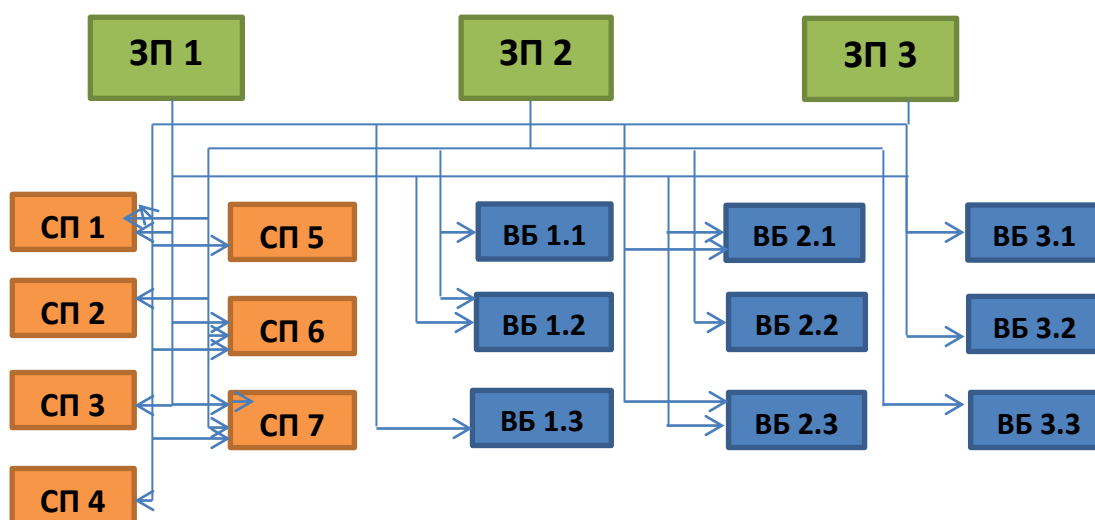 ЗП 1
ЗП 2
ЗП 3
СП 1
СП 5
ВБ 1.1
ВБ 2.1
ВБ 3.1
СП 2
СП 6
ВБ 1.2
ВБ 2.2
ВБ 3.2
СП 3
СП 7
ВБ 1.3
ВБ 2.3
ВБ 3.3
СП 4